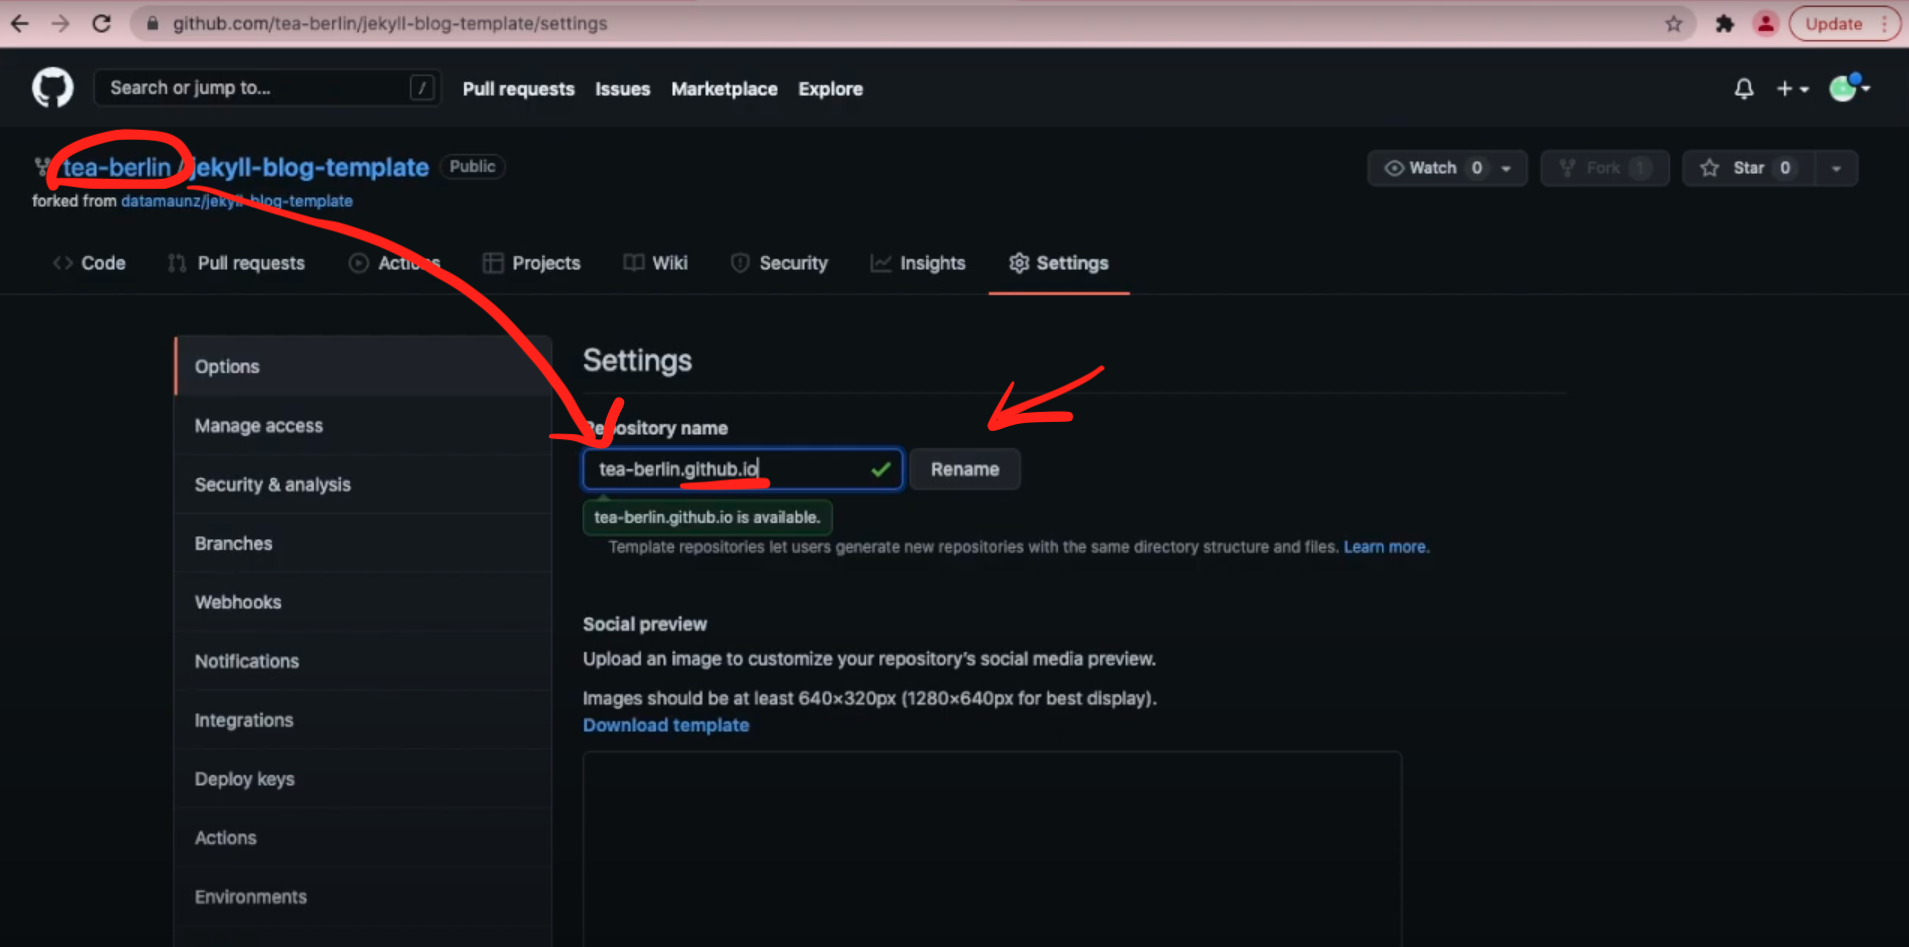 github.com/tea-berlin/jekyll-blog-template/settings
Update
Search or jump to...
/
Pull requests
Issues
Marketplace
Explore
tea-berlin / jekyll-blog-template
Public
Watch 0
Fork 1
Star 0
forked from datamaunz/jekyll-blog-template
Code
Pull requests
Actions
Projects
Wiki
Security
Insights
Settings
Options
Manage access
Security & analysis
Branches
Webhooks
Notifications
Integrations
Deploy keys
Actions
Environments
Settings
Repository name
tea-berlin.github.io
Rename
tea-berlin.github.io is available.
Template repositories let users generate new repositories with the same directory structure and files. Learn more.
Social preview
Upload an image to customize your repository's social media preview.
Images should be at least 640×320px (1280×640px for best display).
Download template